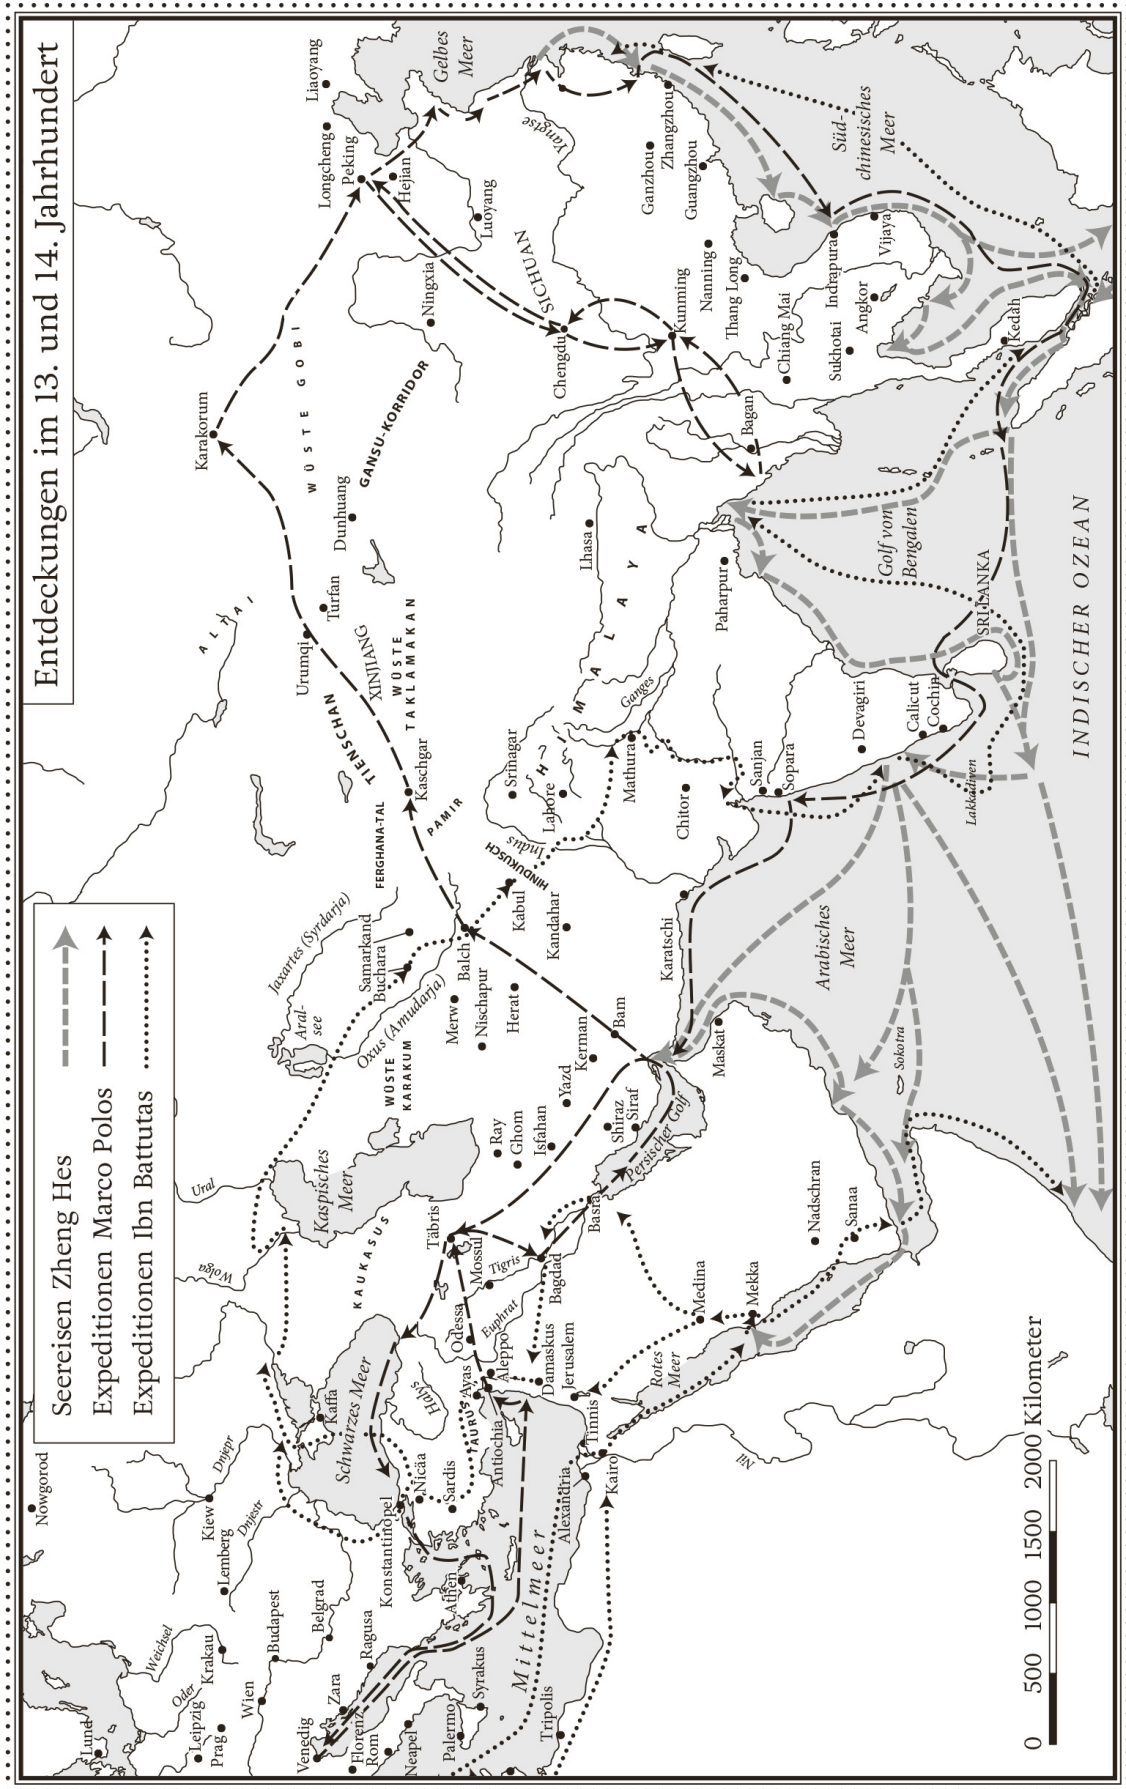 Entdeckungen im 13. und 14. Jahrhundert
Seereisen Zheng Hes
Expeditionen Marco Polos
Expeditionen Ibn Battutas
Nowgorod
Lund
Leipzig
Prag
Oder
Krakau
Weichsel
Wien
Budapest
Belgrad
Lemberg
Kiew
Dnjepr
Dnjestr
Venedig
Zara
Florenz
Rom
Ragusa
Neapel
Palermo
Syrakus
Tripolis
Athen
Mittelmeer
Konstantinopel
Nicäa
Sardis
TAURUS
Antiochia
Ayas
Aleppo
Halys
Schwarzes Meer
Kaffa
Odessa
Alexandria
Tinnis
Kairo
Nil
Damaskus
Jerusalem
Euphrat
Tigris
Mossul
Täbris
Bagdad
Basra
KAUKASUS
Wolga
Ural
Kaspisches
Meer
Rotes
Meer
Medina
Mekka
Nadschran
Sanaa
Ray
Ghom
Isfahan
Yazd
Kerman
Bam
Shiraz
Siraf
Persischer Golf
Maskat
Sokotra
Arabisches
Meer
WÜSTE
KARAKUM
Merw
Nischapur
Herat
Aral-
see
Oxus (Amudarja)
Jaxartes (Syrdarja)
Samarkand
Buchara
Balch
Kabul
Kandahar
Karatschi
HINDUKUSCH
Indus
FERGHANA-TAL
PAMIR
Kaschgar
TIENSCHAN
XINJIANG
WÜSTE
TAKLAMAKAN
Urumqi
Turfan
ALTAI
Dunhuang
GANSU-KORRIDOR
WÜSTE GOBI
Karakorum
Srinagar
Lahore
HIMALAYA
Mathura
Ganges
Chitor
Sanjan
Sopara
Devagiri
Calicut
Cochin
Lakkadiven
SRI LANKA
Paharpur
Lhasa
Golf von
Bengalen
INDISCHER OZEAN
Bagan
Chiang Mai
Sukhotai
Angkor
Kedah
Indrapura
Vijaya
Thang Long
Nanning
Kunming
Chengdu
SICHUAN
Ningxia
Luoyang
Hejian
Peking
Longcheng
Liaoyang
Gelbes
Meer
Yangtse
Ganzhou
Zhangzhou
Guangzhou
Süd-
chinesisches
Meer
0 500 1000 1500 2000 Kilometer